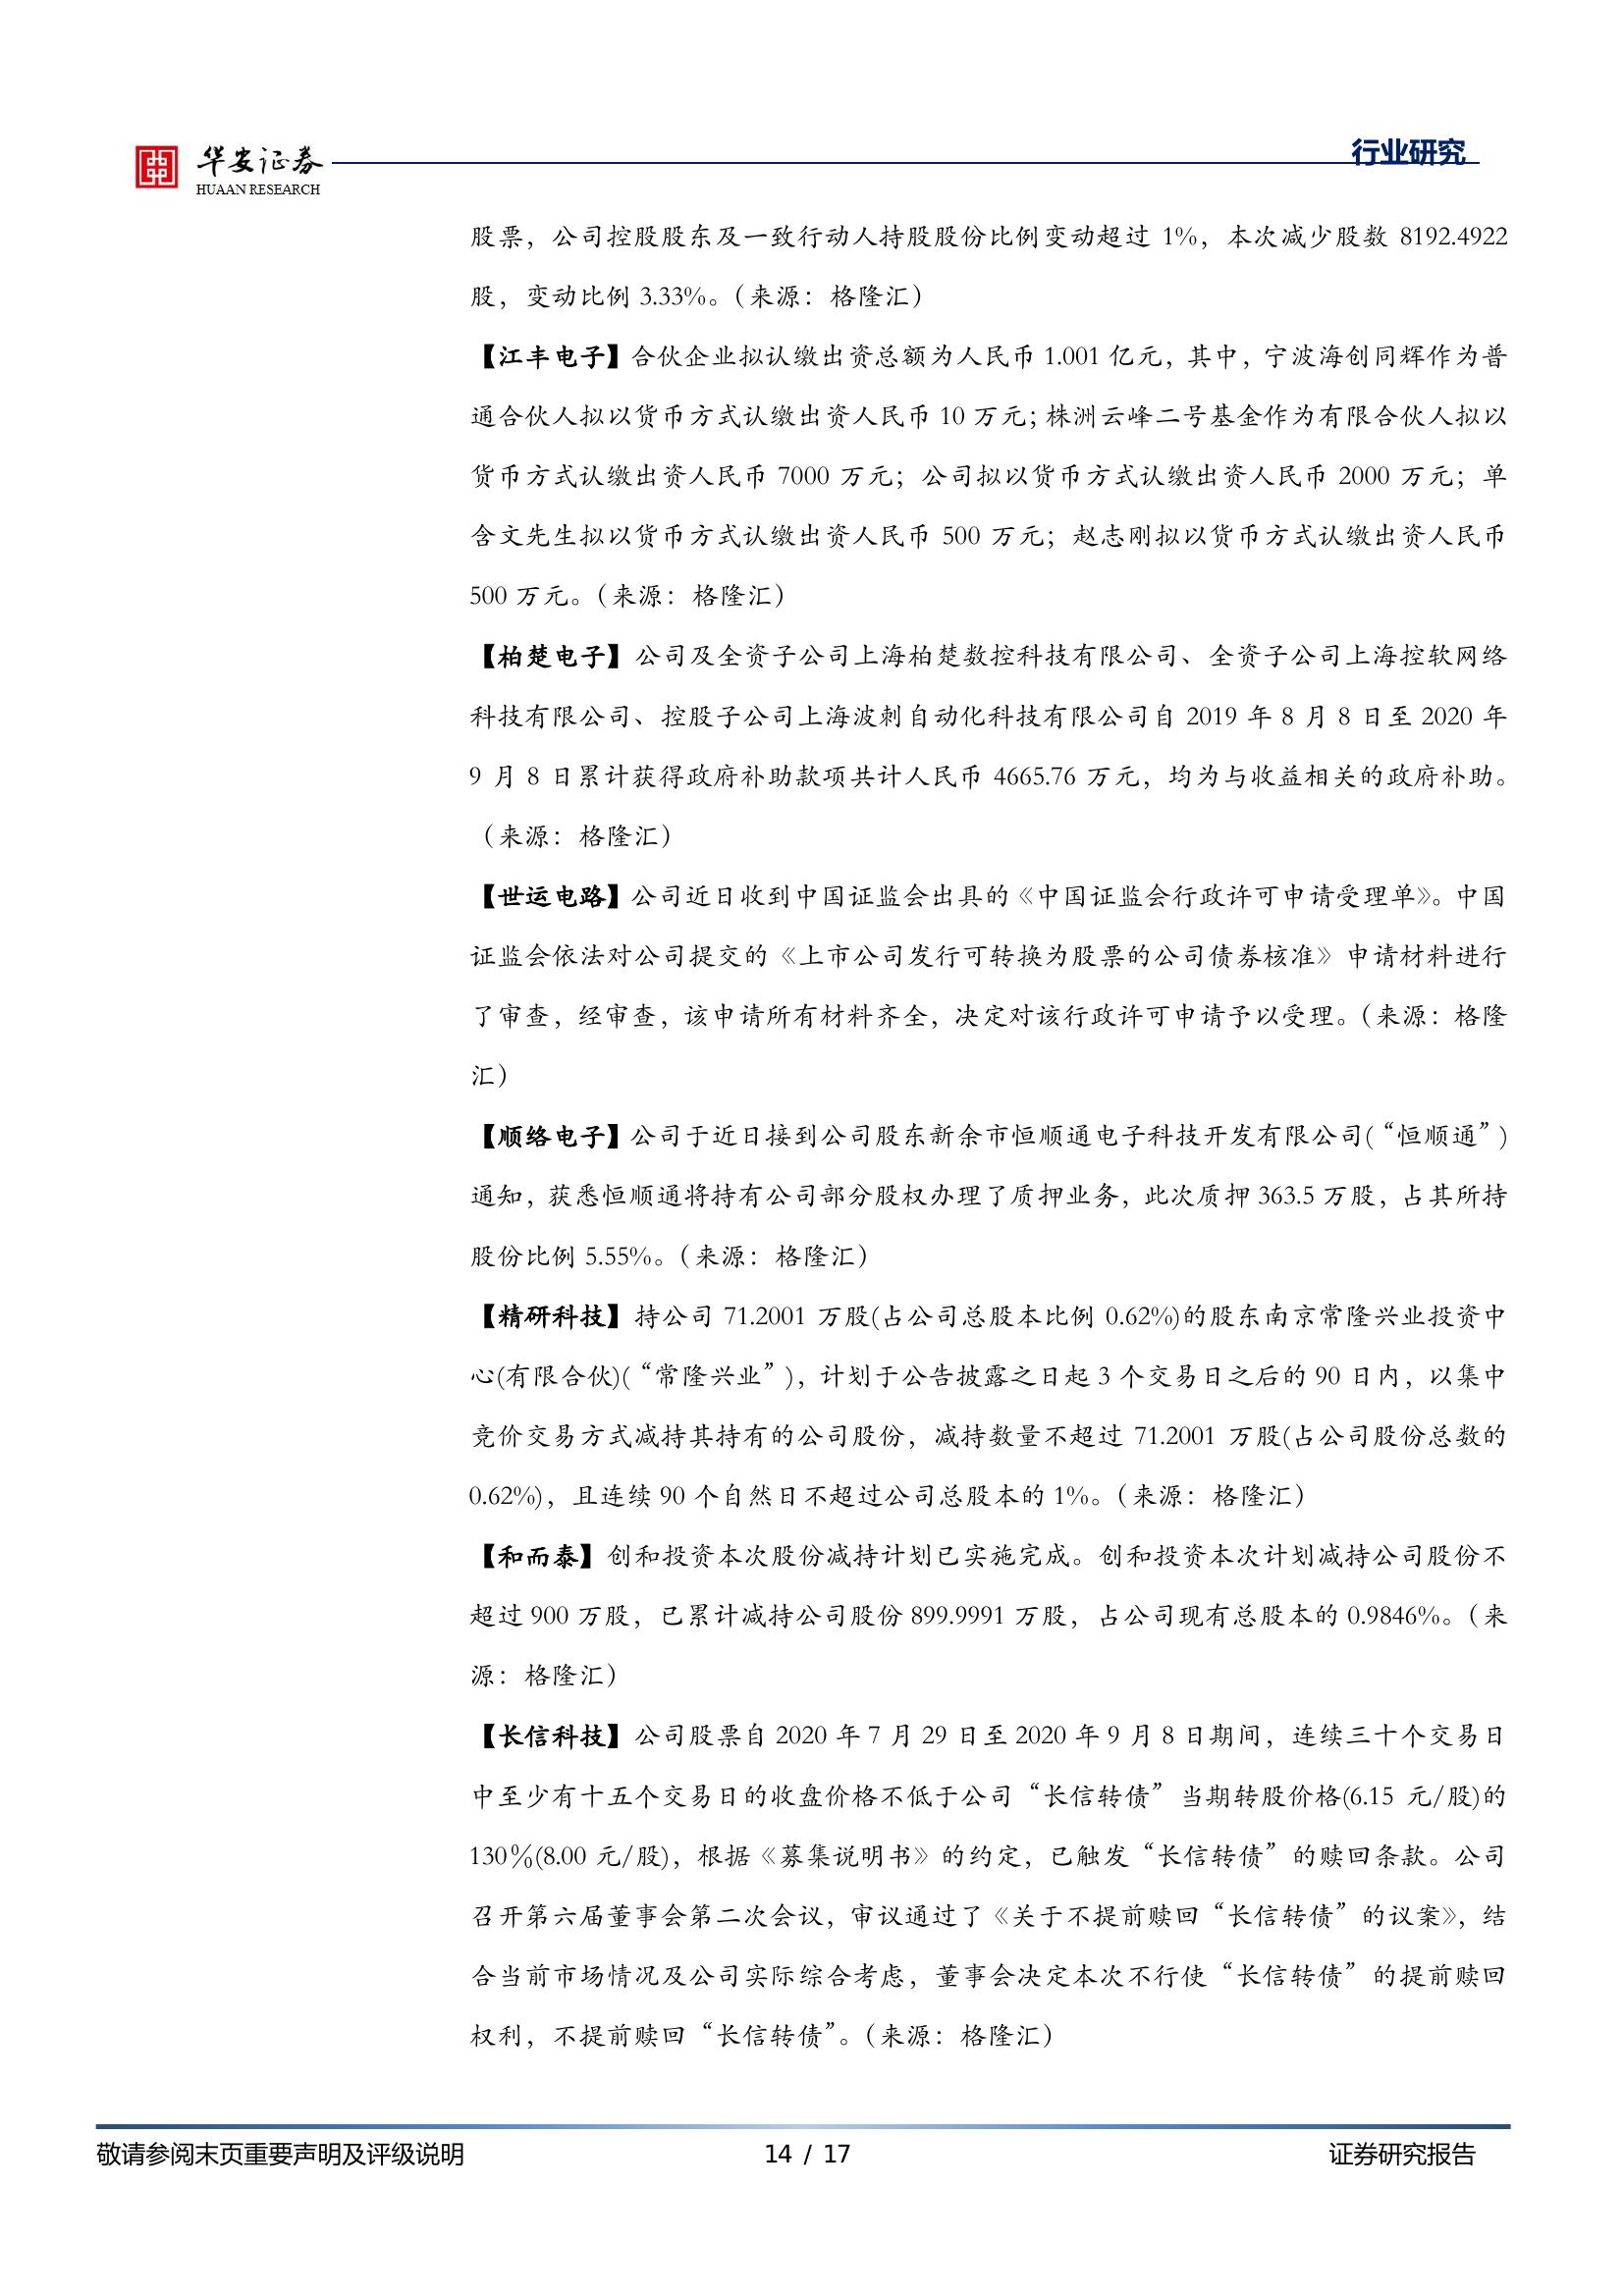 华安证券
HUAAN RESEARCH
行业研究
股票，公司控股股东及一致行动人持股股份比例变动超过 1%，本次减少股数 8192.4922
股，变动比例 3.33%。（来源：格隆汇）
【江丰电子】合伙企业拟认缴出资总额为人民币 1.001 亿元，其中，宁波海创同辉作为普
通合伙人拟以货币方式认缴出资人民币 10 万元；株洲云峰二号基金作为有限合伙人拟以
货币方式认缴出资人民币 7000 万元；公司拟以货币方式认缴出资人民币 2000 万元；单
含文先生拟以货币方式认缴出资人民币 500 万元；赵志刚拟以货币方式认缴出资人民币
500 万元。（来源：格隆汇）
【柏楚电子】公司及全资子公司上海柏楚数控科技有限公司、全资子公司上海控软网络
科技有限公司、控股子公司上海波刺自动化科技有限公司自 2019 年 8 月 8 日至 2020 年
9 月 8 日累计获得政府补助款项共计人民币 4665.76 万元，均为与收益相关的政府补助。
（来源：格隆汇）
【世运电路】公司近日收到中国证监会出具的《中国证监会行政许可申请受理单》。中国
证监会依法对公司提交的《上市公司发行可转换为股票的公司债券核准》申请材料进行
了审查，经审查，该申请所有材料齐全，决定对该行政许可申请予以受理。（来源：格隆
汇）
【顺络电子】公司于近日接到公司股东新余市恒顺通电子科技开发有限公司(“恒顺通”)
通知，获悉恒顺通将持有公司部分股权办理了质押业务，此次质押 363.5 万股，占其所持
股份比例 5.55%。（来源：格隆汇）
【精研科技】持公司 71.2001 万股(占公司总股本比例 0.62%)的股东南京常隆兴业投资中
心(有限合伙)(“常隆兴业”)，计划于公告披露之日起 3 个交易日之后的 90 日内，以集中
竞价交易方式减持其持有的公司股份，减持数量不超过 71.2001 万股(占公司股份总数的
0.62%)，且连续 90 个自然日不超过公司总股本的 1%。（来源：格隆汇）
【和而泰】创和投资本次股份减持计划已实施完成。创和投资本次计划减持公司股份不
超过 900 万股，已累计减持公司股份 899.9991 万股，占公司现有总股本的 0.9846%。（来
源：格隆汇）
【长信科技】公司股票自 2020 年 7 月 29 日至 2020 年 9 月 8 日期间，连续三十个交易日
中至少有十五个交易日的收盘价格不低于公司“长信转债”当期转股价格(6.15 元/股)的
130％(8.00 元/股)，根据《募集说明书》的约定，已触发“长信转债”的赎回条款。公司
召开第六届董事会第二次会议，审议通过了《关于不提前赎回“长信转债”的议案》，结
合当前市场情况及公司实际综合考虑，董事会决定本次不行使“长信转债”的提前赎回
权利，不提前赎回“长信转债”。（来源：格隆汇）
敬请参阅末页重要声明及评级说明
14 / 17
证券研究报告